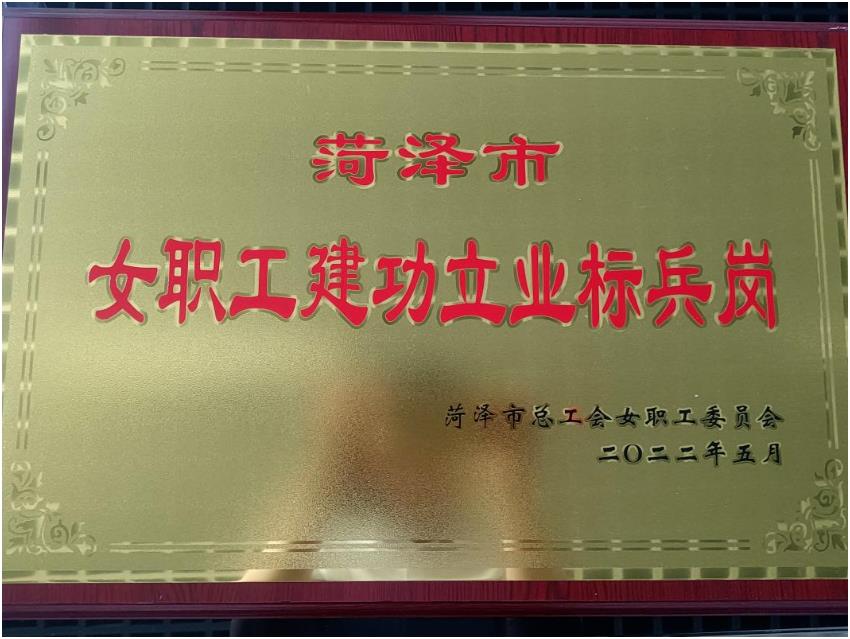 菏泽市
女职工建功立业标兵岗
菏泽市总工会女职工委员会
二〇二二年五月